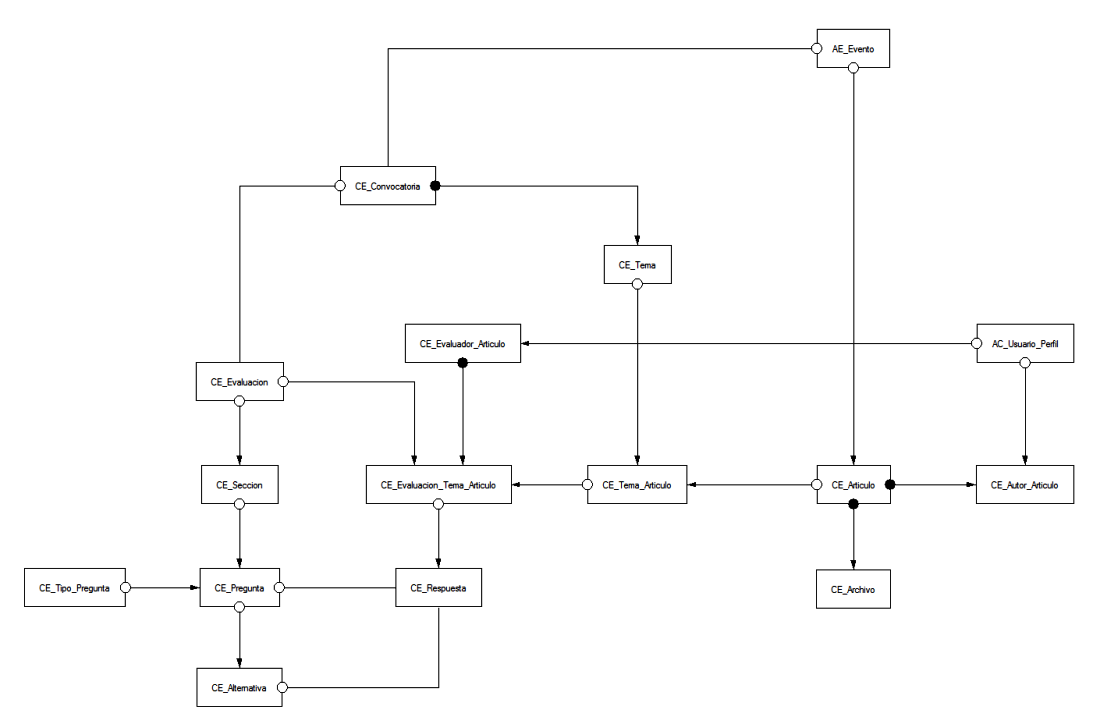 AE_Evento
CE_Convocatoria
CE_Tema
CE_Evaluador_Articulo
AC_Usuario_Perfil
CE_Evaluacion
CE_Seccion
CE_Evaluacion_Tema_Articulo
CE_Tema_Articulo
CE_Articulo
CE_Autor_Articulo
CE_Tipo_Pregunta
CE_Pregunta
CE_Respuesta
CE_Archivo
CE_Alternativa